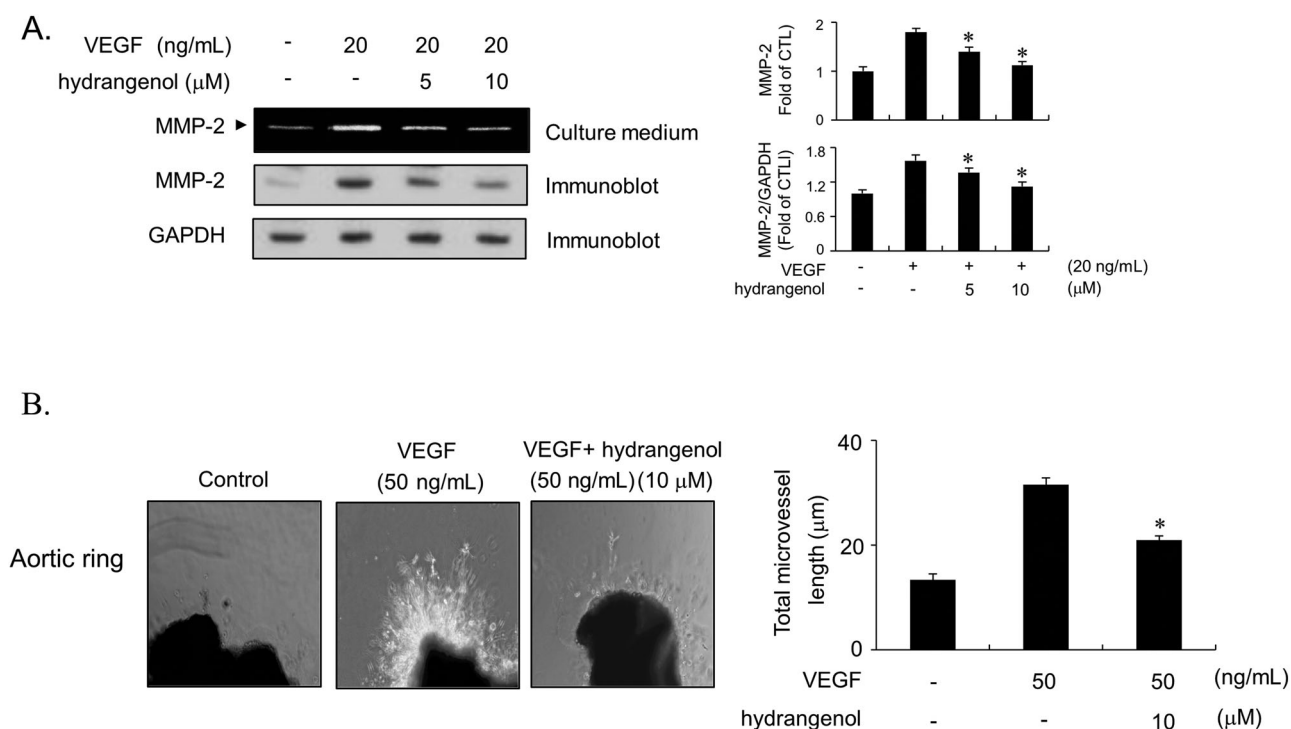 A.
VEGF (ng/mL) - 20 20 20
hydrangenol (μM) - - 5 10
MMP-2 Culture medium
MMP-2 Immunoblot
GAPDH Immunoblot
MMP-2
Fold of CTL
2
1
0
MMP-2/GAPDH
(Fold of CTLI
1.8
1.2
0.6
0
* *
* *
VEGF - + + + (20 ng/mL)
hydrangenol - - 5 10 (μM)
B.
Control
VEGF
(50 ng/mL)
VEGF+ hydrangenol
(50 ng/mL) (10 μM)
Aortic ring
Total microvessel
length (μm)
40
20
0
*
VEGF - 50 50 (ng/mL)
hydrangenol - - 10 (μM)